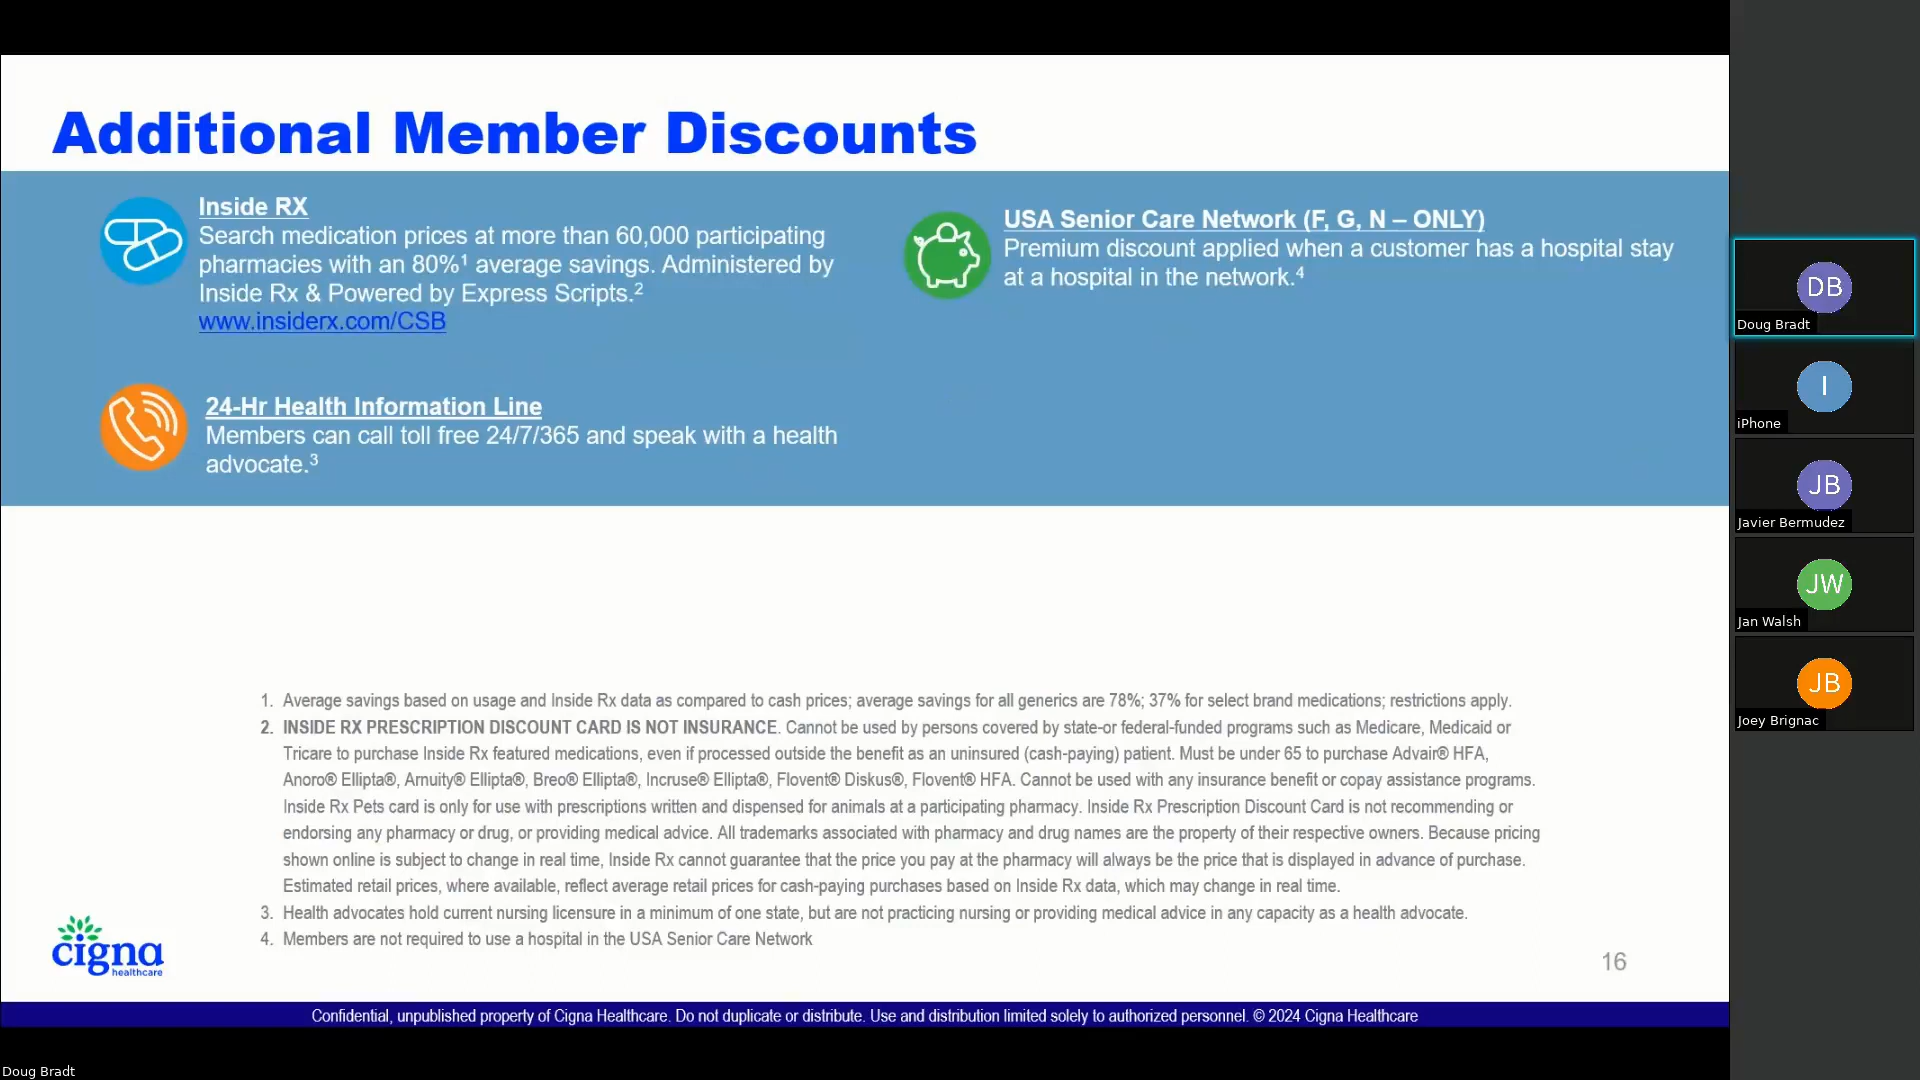 Additional Member Discounts
Inside RX
Search medication prices at more than 60,000 participating
pharmacies with an 80%¹ average savings. Administered by
Inside Rx & Powered by Express Scripts.²
www.insiderx.com/CSB
24-Hr Health Information Line
Members can call toll free 24/7/365 and speak with a health
advocate.³
USA Senior Care Network (F, G, N – ONLY)
Premium discount applied when a customer has a hospital stay
at a hospital in the network.⁴
1. Average savings based on usage and Inside Rx data as compared to cash prices; average savings for all generics are 78%; 37% for select brand medications; restrictions apply.
2. INSIDE RX PRESCRIPTION DISCOUNT CARD IS NOT INSURANCE. Cannot be used by persons covered by state-or federal-funded programs such as Medicare, Medicaid or
Tricare to purchase Inside Rx featured medications, even if processed outside the benefit as an uninsured (cash-paying) patient. Must be under 65 to purchase Advair® HFA,
Anoro® Ellipta®, Arnuity® Ellipta®, Breo® Ellipta®, Incruse® Ellipta®, Flovent® Diskus®, Flovent® HFA. Cannot be used with any insurance benefit or copay assistance programs.
Inside Rx Pets card is only for use with prescriptions written and dispensed for animals at a participating pharmacy. Inside Rx Prescription Discount Card is not recommending or
endorsing any pharmacy or drug, or providing medical advice. All trademarks associated with pharmacy and drug names are the property of their respective owners. Because pricing
shown online is subject to change in real time, Inside Rx cannot guarantee that the price you pay at the pharmacy will always be the price that is displayed in advance of purchase.
Estimated retail prices, where available, reflect average retail prices for cash-paying purchases based on Inside Rx data, which may change in real time.
3. Health advocates hold current nursing licensure in a minimum of one state, but are not practicing nursing or providing medical advice in any capacity as a health advocate.
4. Members are not required to use a hospital in the USA Senior Care Network
cigna
healthcare
16
Confidential, unpublished property of Cigna Healthcare. Do not duplicate or distribute. Use and distribution limited solely to authorized personnel. © 2024 Cigna Healthcare
Doug Bradt
DB
Doug Bradt
I
iPhone
JB
Javier Bermudez
JW
Jan Walsh
JB
Joey Brignac